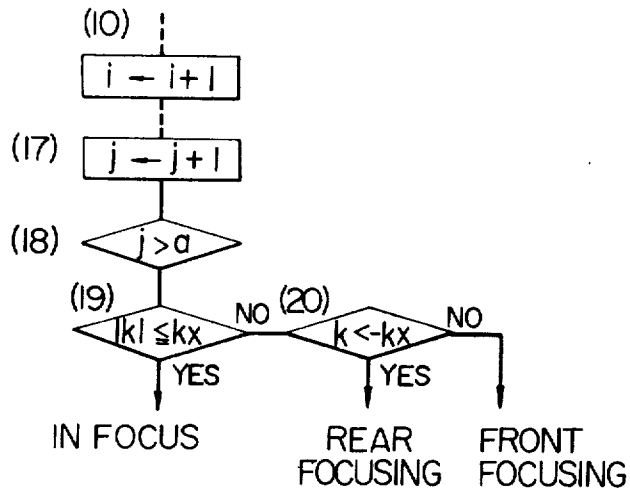 (10)
i ← i + 1
(17)
j ← j + 1
(18)
j > a
(19)
|k| ≦ kx
NO
(20)
k < -kx
NO
YES
YES
IN FOCUS
REAR
FOCUSING
FRONT
FOCUSING